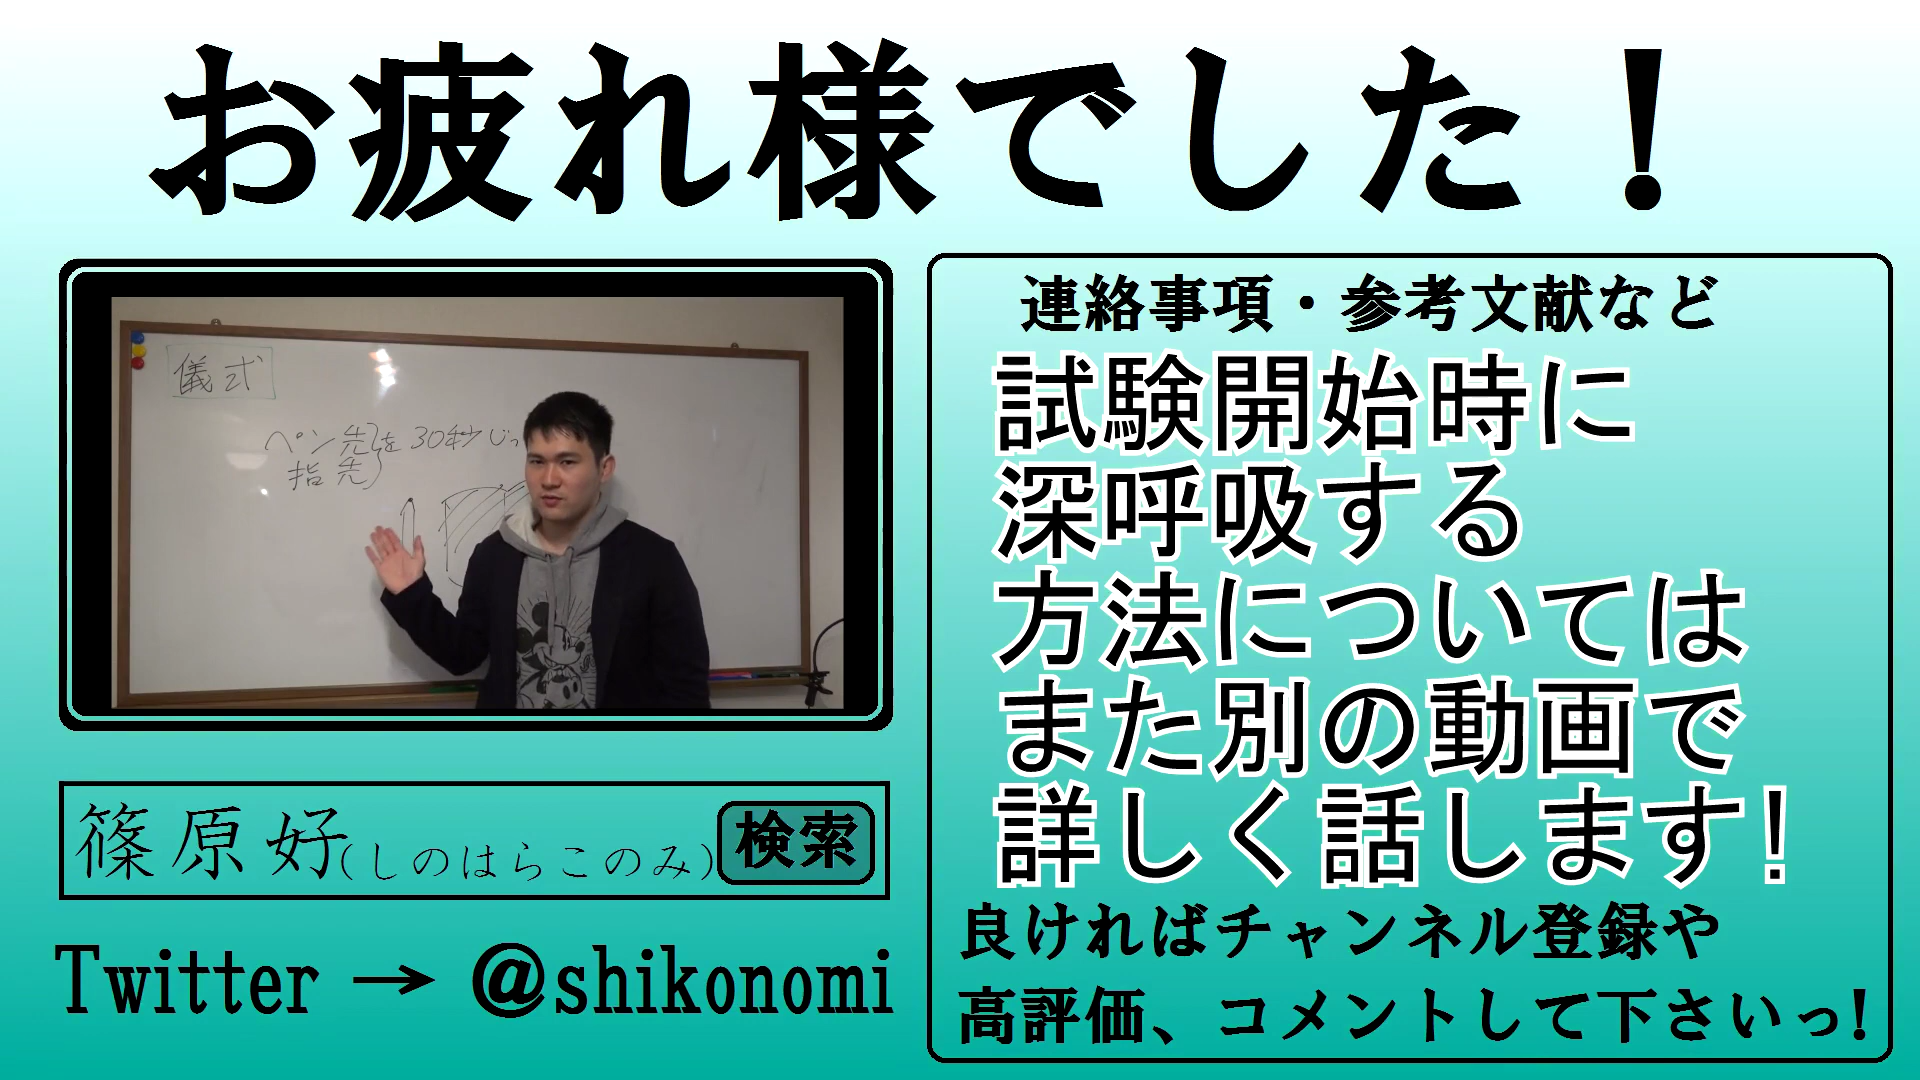 お疲れ様でした！
儀式
ペン先を30秒じっ
指先
篠原好(しのはらこのみ) 検索
Twitter → @shikonomi
連絡事項・参考文献など
試験開始時に
深呼吸する
方法については
また別の動画で
詳しく話します!
良ければチャンネル登録や
高評価、コメントして下さいっ!